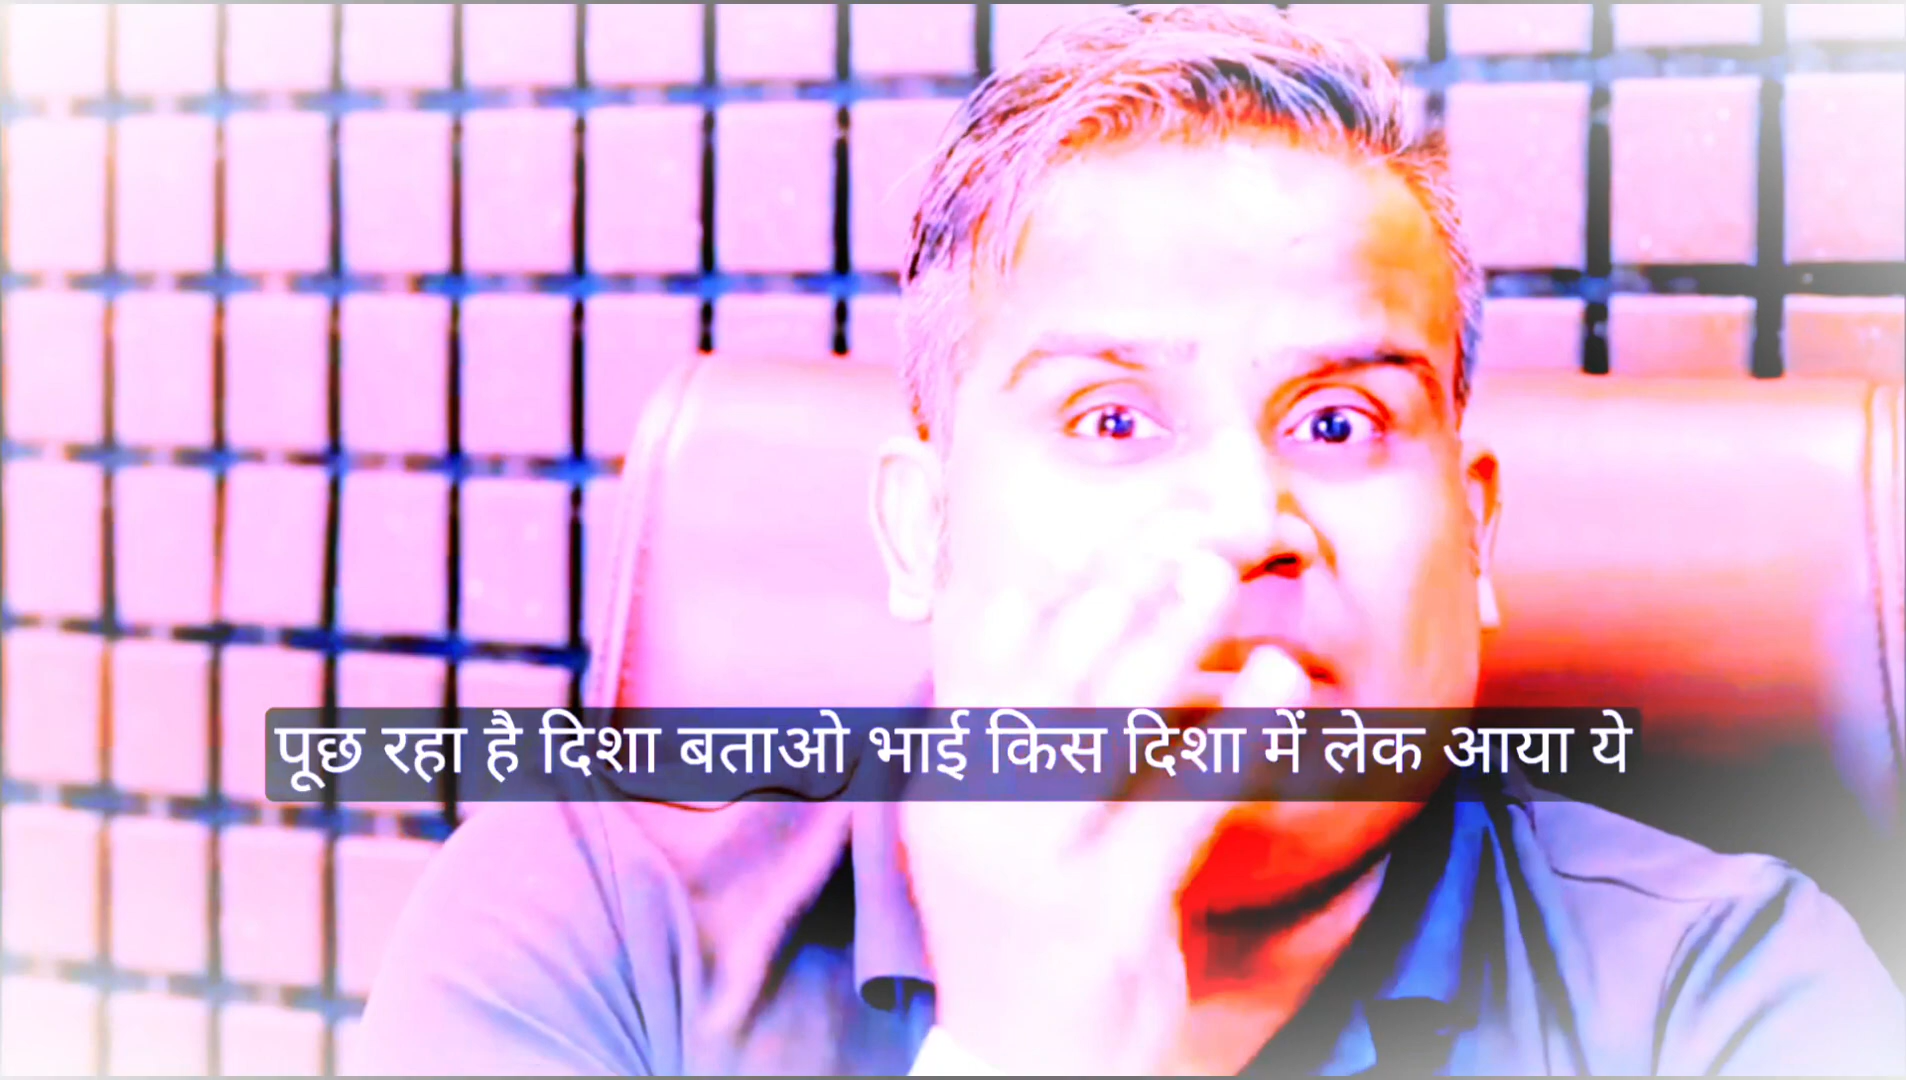 पूछ रहा है दिशा बताओ भाई किस दिशा में लेक आया ये